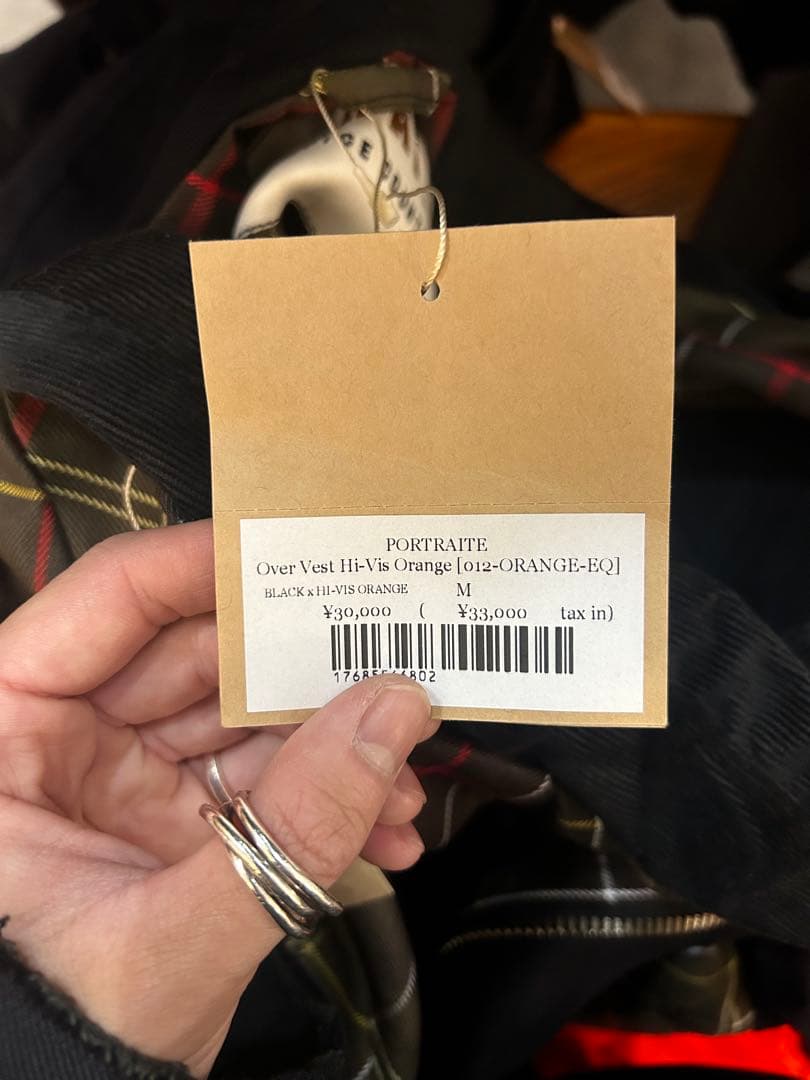 PORTRAITE
Over Vest Hi-Vis Orange [012-ORANGE-EQ]
BLACK x HI-VIS ORANGE M
¥30,000 ( ¥33,000 tax in)